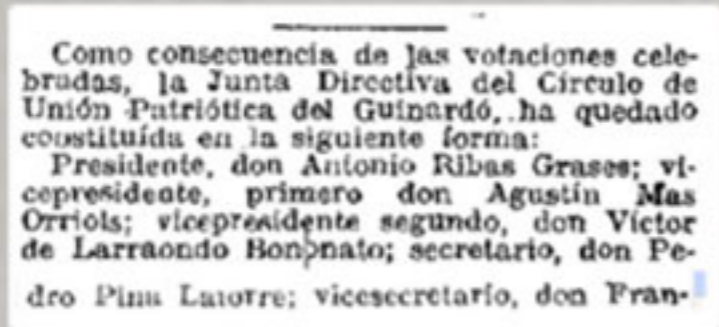 Como consecuencia de las votaciones cele-
bradas, la Junta Directiva del Círculo de
Unión Patriótica del Guinardó, ha quedado
constituída en la siguiente forma:
Presidente, don Antonio Ribas Grases; vi-
cepresidente, primero don Agustín Mas
Orriols; vicepresidente segundo, don Víctor
de Larraondo Bononato; secretario, don Pe-
dro Pinu Latorre; vicesecretario, don Fran-